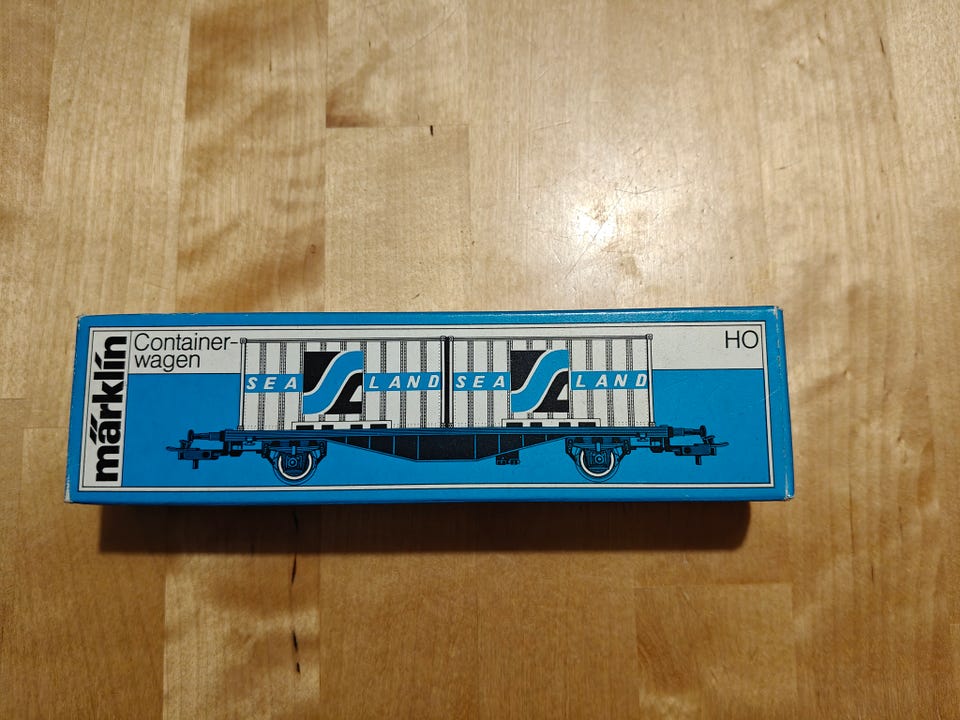 märklin
Container-
wagen
HO
SEA LAND SEA LAND